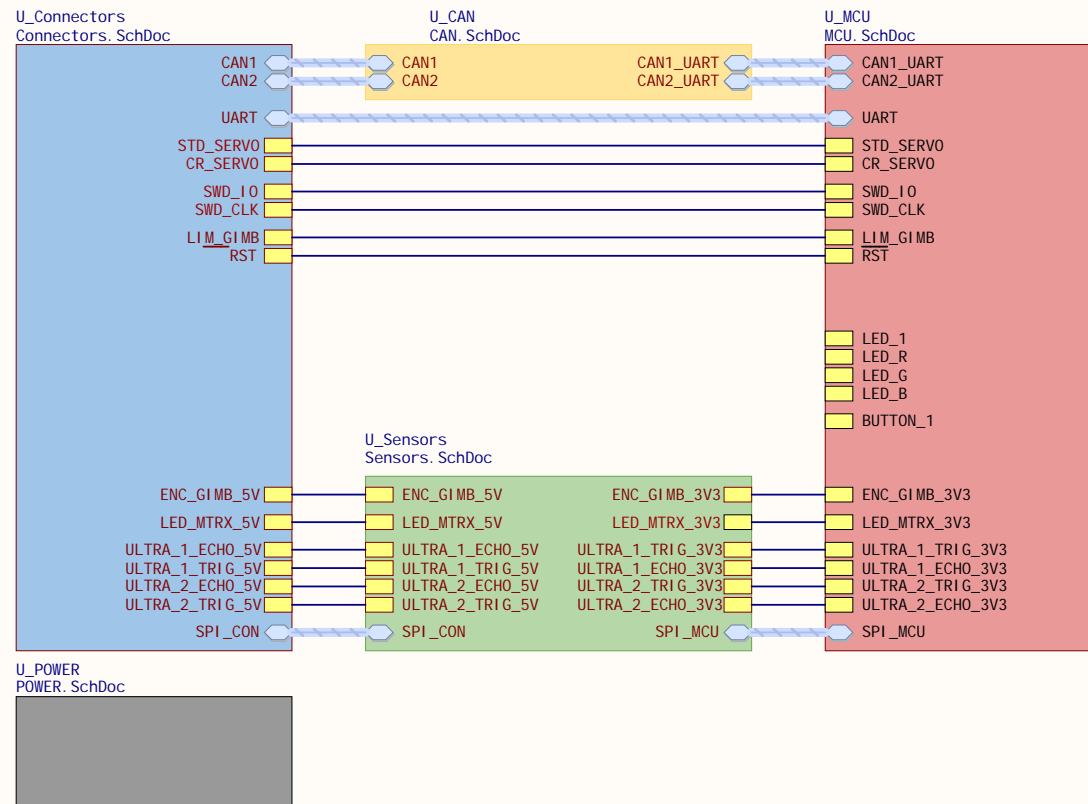 U_Connectors
Connectors.SchDoc
CAN1
CAN2
UART
STD_SERVO
CR_SERVO
SWD_IO
SWD_CLK
LIM_GIMB
RST
ENC_GIMB_5V
LED_MTRX_5V
ULTRA_1_ECHO_5V
ULTRA_1_TRIG_5V
ULTRA_2_ECHO_5V
ULTRA_2_TRIG_5V
SPI_CON
U_CAN
CAN.SchDoc
CAN1
CAN2
CAN1_UART
CAN2_UART
U_Sensors
Sensors.SchDoc
ENC_GIMB_5V
LED_MTRX_5V
ULTRA_1_ECHO_5V
ULTRA_1_TRIG_5V
ULTRA_2_ECHO_5V
ULTRA_2_TRIG_5V
SPI_CON
ENC_GIMB_3V3
LED_MTRX_3V3
ULTRA_1_TRIG_3V3
ULTRA_1_ECHO_3V3
ULTRA_2_TRIG_3V3
ULTRA_2_ECHO_3V3
SPI_MCU
U_MCU
MCU.SchDoc
CAN1_UART
CAN2_UART
UART
STD_SERVO
CR_SERVO
SWD_IO
SWD_CLK
LIM_GIMB
RST
LED_1
LED_R
LED_G
LED_B
BUTTON_1
ENC_GIMB_3V3
LED_MTRX_3V3
ULTRA_1_TRIG_3V3
ULTRA_1_ECHO_3V3
ULTRA_2_TRIG_3V3
ULTRA_2_ECHO_3V3
SPI_MCU
U_POWER
POWER.SchDoc